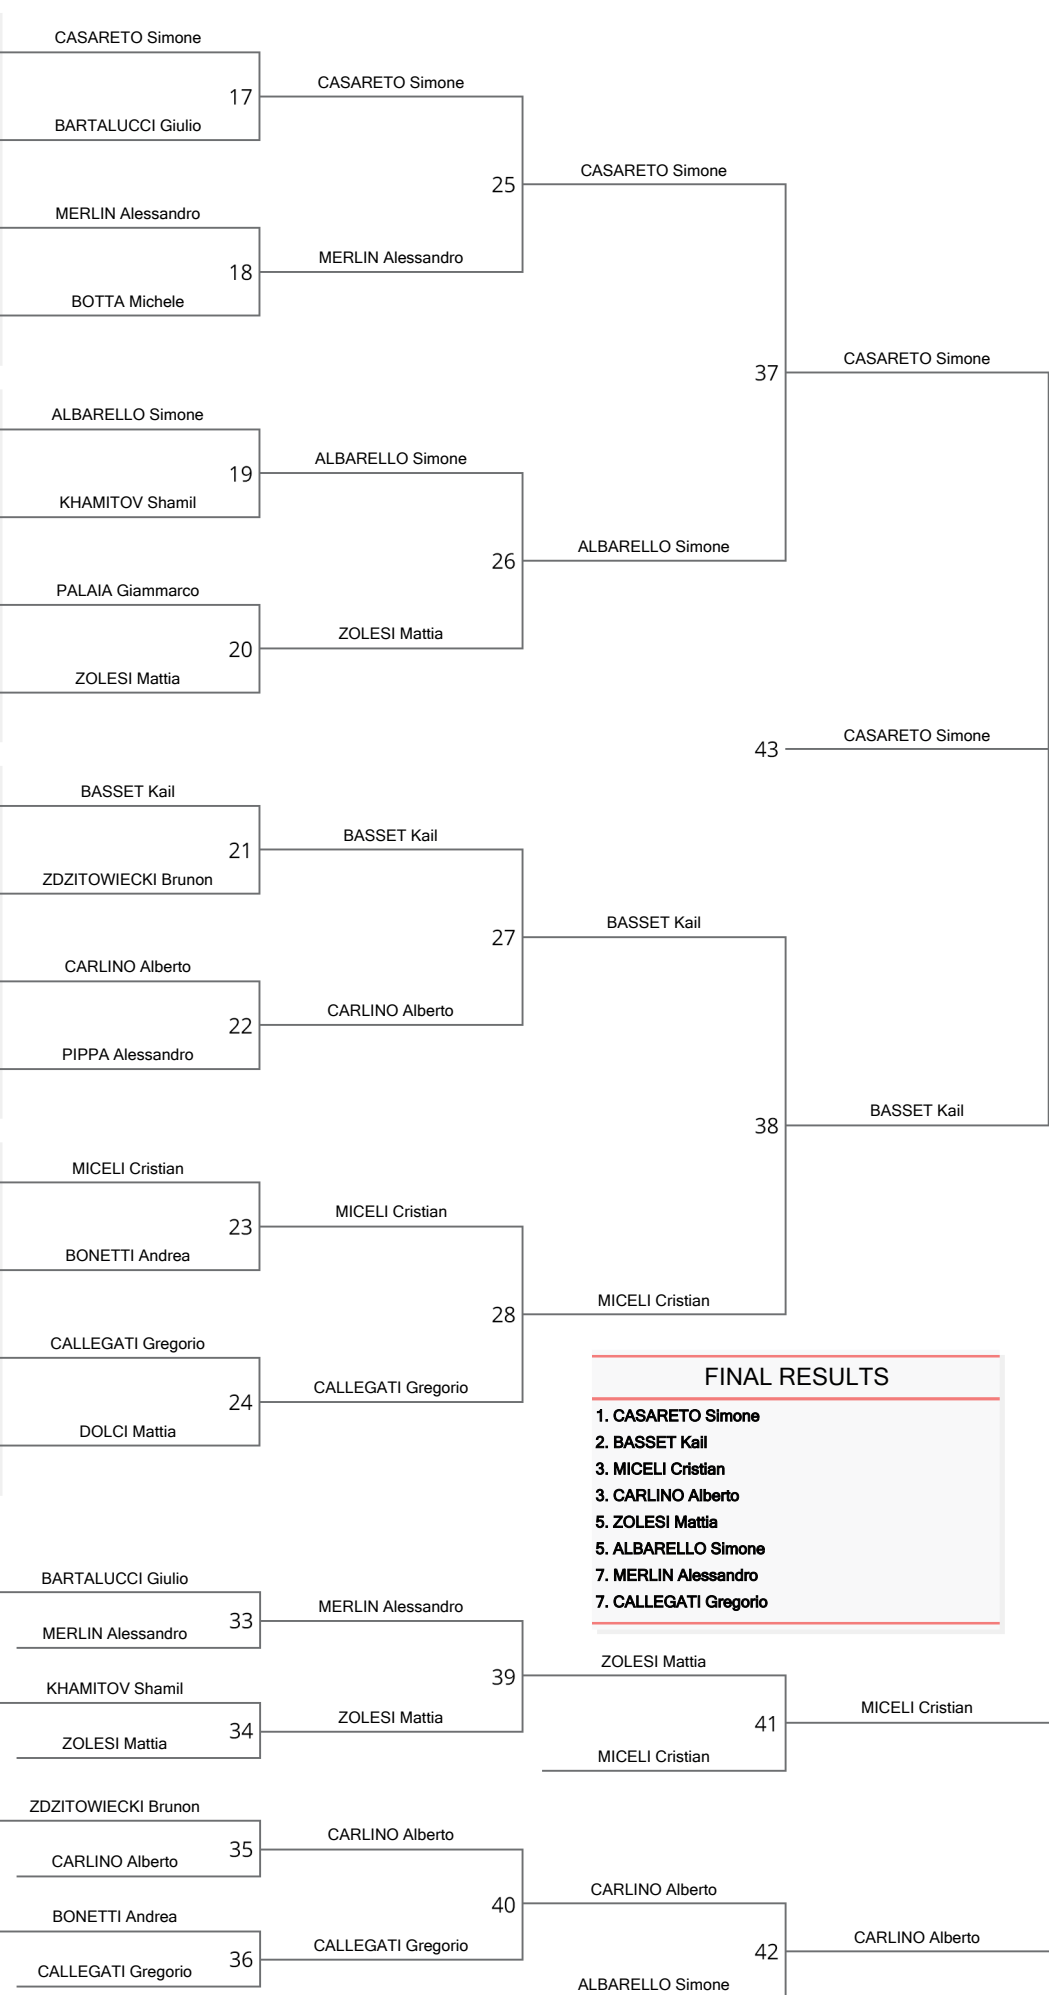 CASARETO Simone
17
CASARETO Simone
BARTALUCCI Giulio
25
CASARETO Simone
MERLIN Alessandro
18
MERLIN Alessandro
BOTTA Michele
37
CASARETO Simone
ALBARELLO Simone
19
ALBARELLO Simone
KHAMITOV Shamil
26
ALBARELLO Simone
PALAIA Giammarco
20
ZOLESI Mattia
ZOLESI Mattia
43
CASARETO Simone
BASSET Kail
21
BASSET Kail
ZDZITOWIECKI Brunon
27
BASSET Kail
CARLINO Alberto
22
CARLINO Alberto
PIPPA Alessandro
38
BASSET Kail
MICELI Cristian
23
MICELI Cristian
BONETTI Andrea
28
MICELI Cristian
CALLEGATI Gregorio
24
CALLEGATI Gregorio
DOLCI Mattia
FINAL RESULTS
1. CASARETO Simone
2. BASSET Kail
3. MICELI Cristian
3. CARLINO Alberto
5. ZOLESI Mattia
5. ALBARELLO Simone
7. MERLIN Alessandro
7. CALLEGATI Gregorio
BARTALUCCI Giulio
33
MERLIN Alessandro
MERLIN Alessandro
39
ZOLESI Mattia
KHAMITOV Shamil
34
ZOLESI Mattia
ZOLESI Mattia
41
MICELI Cristian
MICELI Cristian
ZDZITOWIECKI Brunon
35
CARLINO Alberto
CARLINO Alberto
40
CARLINO Alberto
BONETTI Andrea
36
CALLEGATI Gregorio
CALLEGATI Gregorio
42
CARLINO Alberto
ALBARELLO Simone